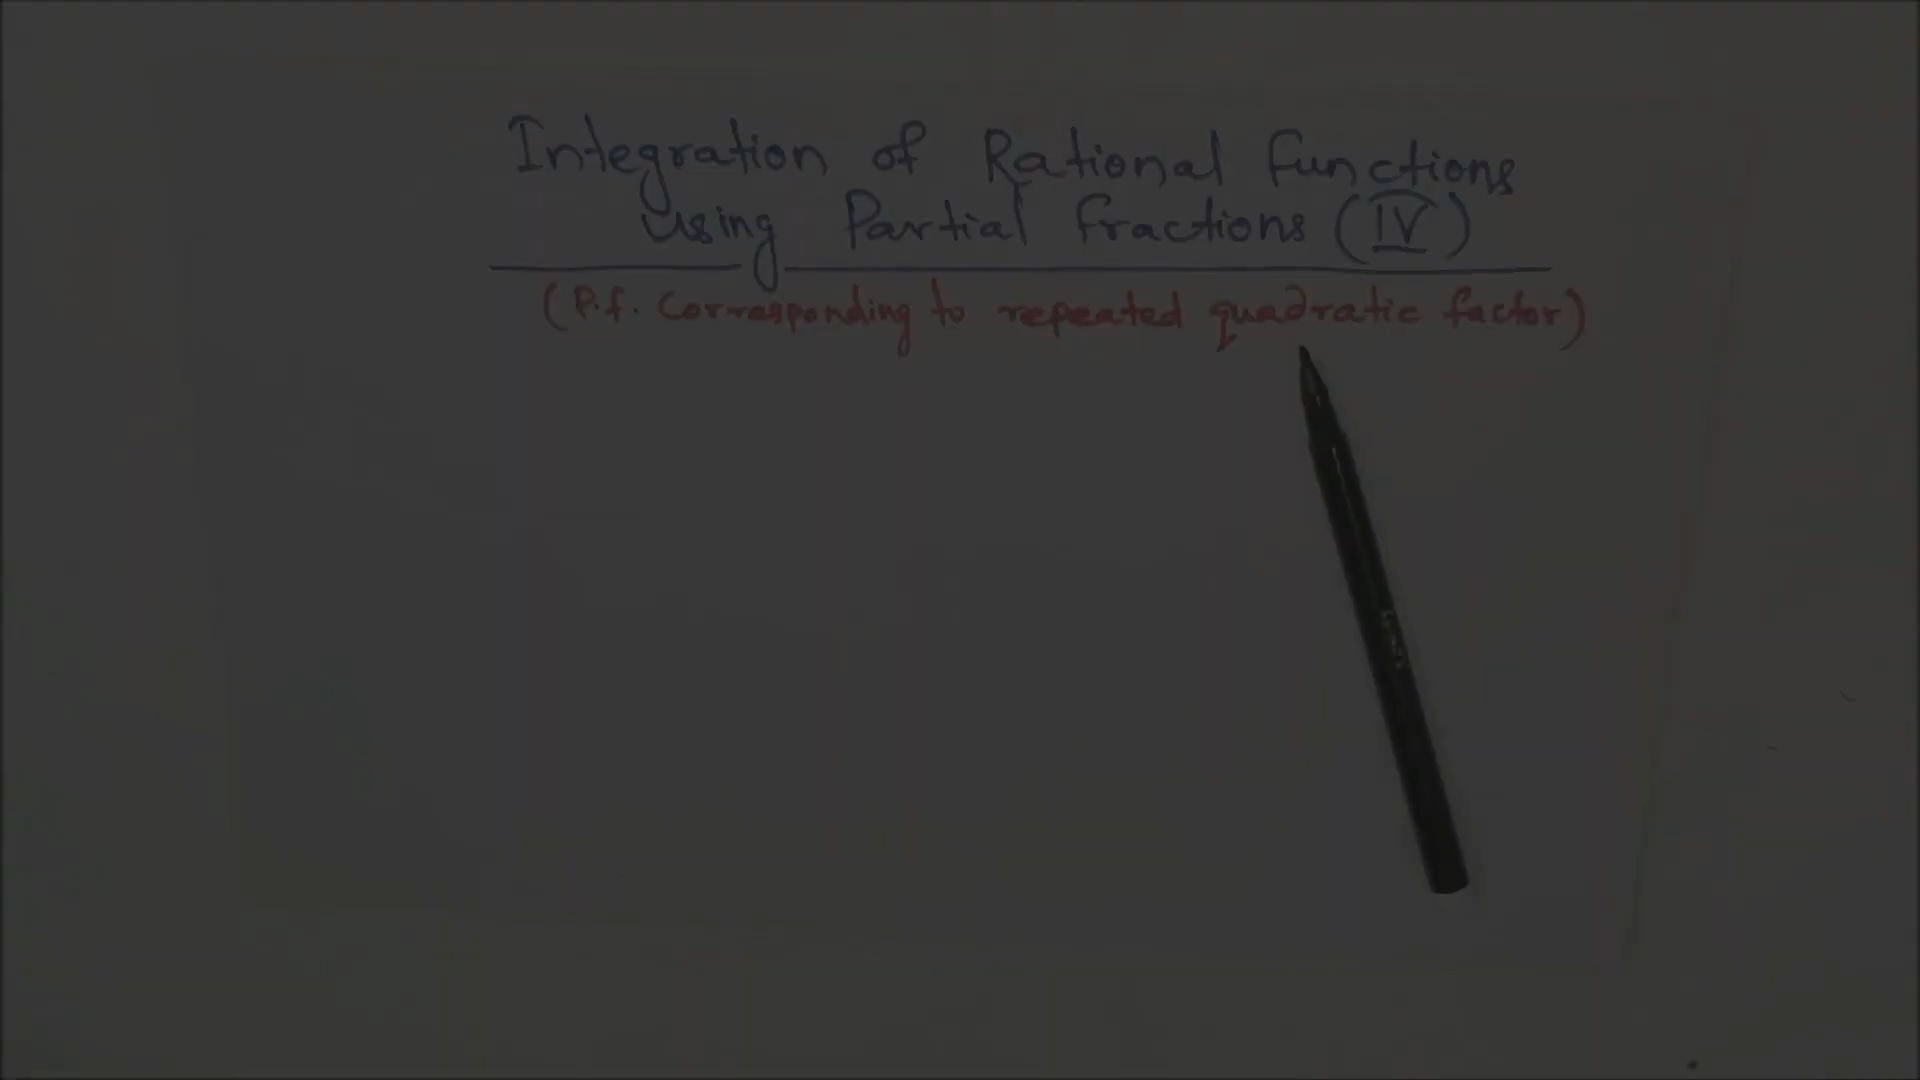 Integration of Rational Functions
using Partial Fractions (IV)
(P.f. Corresponding to repeated quadratic factor)